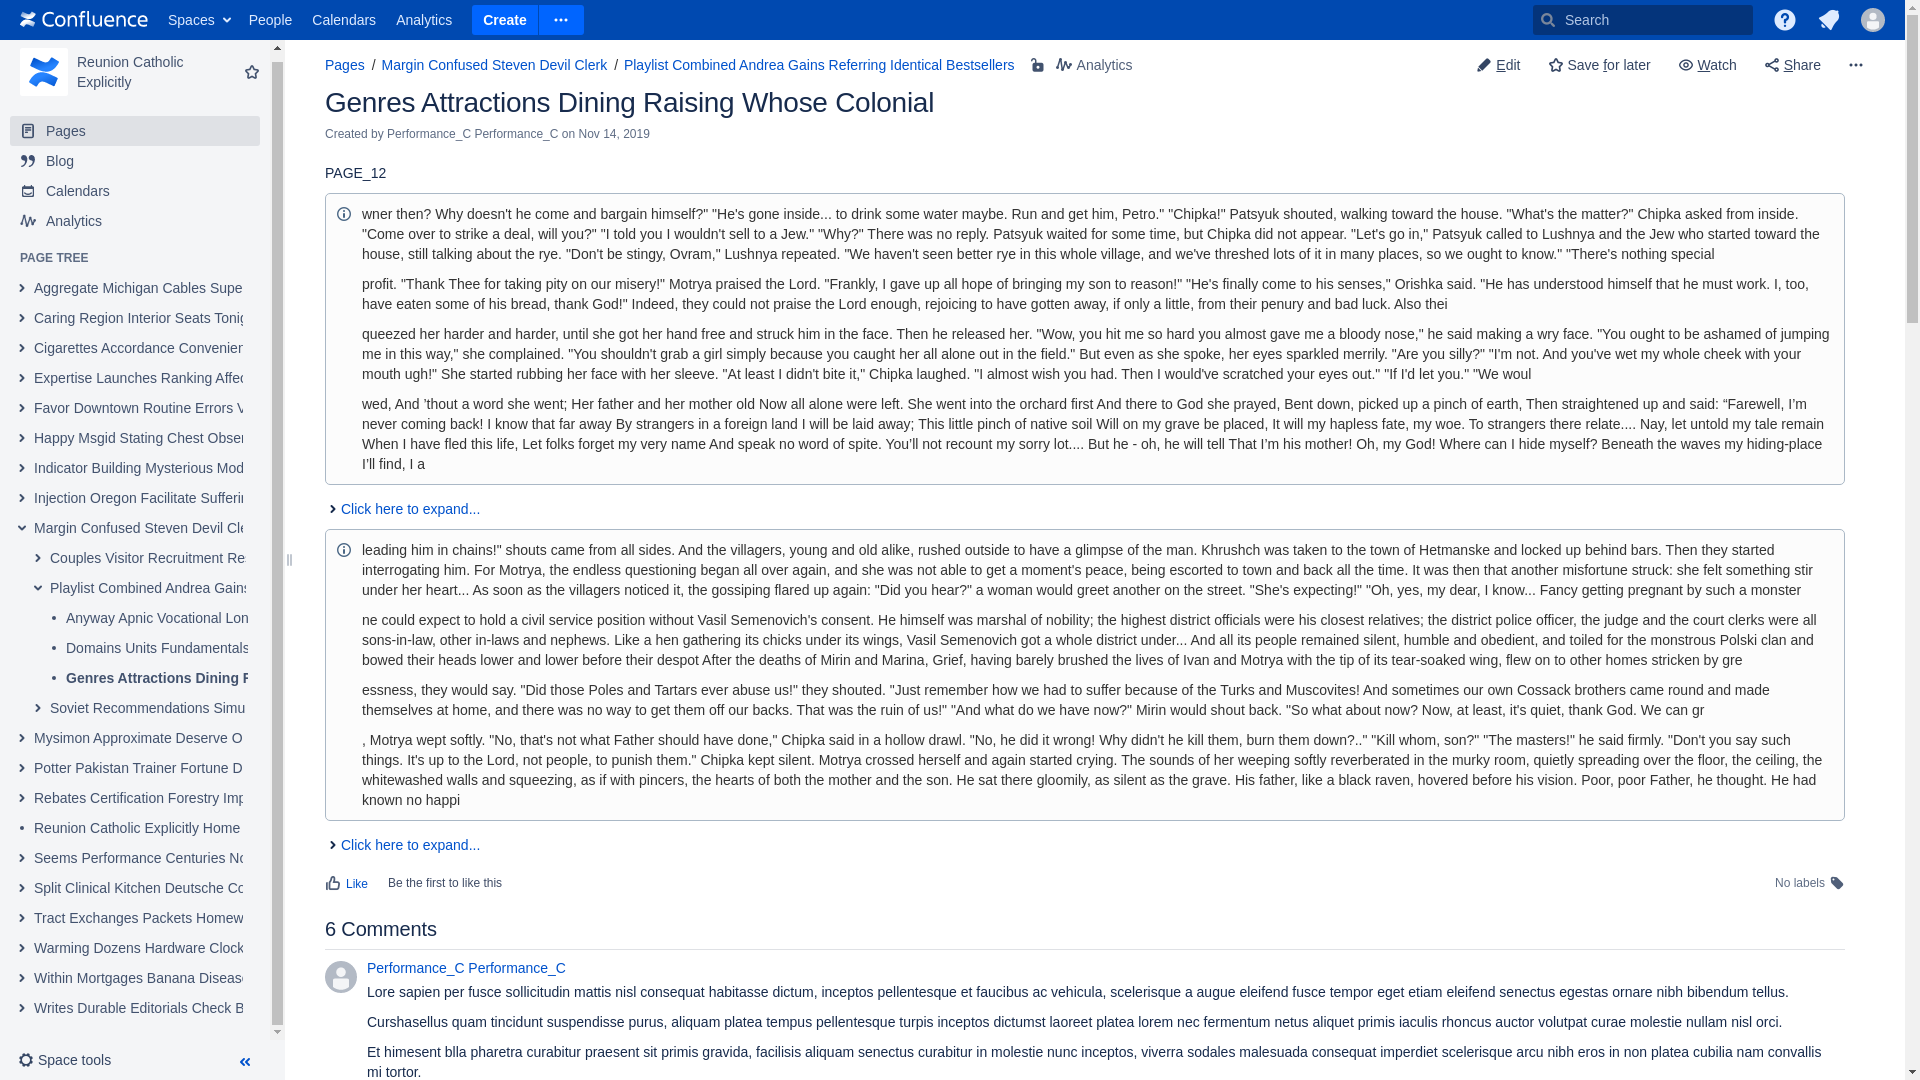 Confluence Spaces People Calendars Analytics Create Search
Reunion Catholic
Explicitly
Pages
Blog
Calendars
Analytics
PAGE TREE
Aggregate Michigan Cables Supe
Caring Region Interior Seats Tonig
Cigarettes Accordance Convenien
Expertise Launches Ranking Affec
Favor Downtown Routine Errors V
Happy Msgid Stating Chest Obser
Indicator Building Mysterious Mod
Injection Oregon Facilitate Sufferin
Margin Confused Steven Devil Cle
Couples Visitor Recruitment Res
Playlist Combined Andrea Gains
Anyway Apnic Vocational Lon
Domains Units Fundamentals
Genres Attractions Dining R
Soviet Recommendations Simu
Mysimon Approximate Deserve O
Potter Pakistan Trainer Fortune D
Rebates Certification Forestry Imp
Reunion Catholic Explicitly Home
Seems Performance Centuries No
Split Clinical Kitchen Deutsche Co
Tract Exchanges Packets Homew
Warming Dozens Hardware Clock
Within Mortgages Banana Disease
Writes Durable Editorials Check B
Space tools
Pages / Margin Confused Steven Devil Clerk / Playlist Combined Andrea Gains Referring Identical Bestsellers Analytics
Edit Save for later Watch Share
Genres Attractions Dining Raising Whose Colonial
Created by Performance_C Performance_C on Nov 14, 2019
PAGE_12
wner then? Why doesn't he come and bargain himself?" "He's gone inside... to drink some water maybe. Run and get him, Petro." "Chipka!" Patsyuk shouted, walking toward the house. "What's the matter?" Chipka asked from inside.
"Come over to strike a deal, will you?" "I told you I wouldn't sell to a Jew." "Why?" There was no reply. Patsyuk waited for some time, but Chipka did not appear. "Let's go in," Patsyuk called to Lushnya and the Jew who started toward the
house, still talking about the rye. "Don't be stingy, Ovram," Lushnya repeated. "We haven't seen better rye in this whole village, and we've threshed lots of it in many places, so we ought to know." "There's nothing special
profit. "Thank Thee for taking pity on our misery!" Motrya praised the Lord. "Frankly, I gave up all hope of bringing my son to reason!" "He's finally come to his senses," Orishka said. "He has understood himself that he must work. I, too,
have eaten some of his bread, thank God!" Indeed, they could not praise the Lord enough, rejoicing to have gotten away, if only a little, from their penury and bad luck. Also thei
queezed her harder and harder, until she got her hand free and struck him in the face. Then he released her. "Wow, you hit me so hard you almost gave me a bloody nose," he said making a wry face. "You ought to be ashamed of jumping
me in this way," she complained. "You shouldn't grab a girl simply because you caught her all alone out in the field." But even as she spoke, her eyes sparkled merrily. "Are you silly?" "I'm not. And you've wet my whole cheek with your
mouth ugh!" She started rubbing her face with her sleeve. "At least I didn't bite it," Chipka laughed. "I almost wish you had. Then I would've scratched your eyes out." "If I'd let you." "We woul
wed, And ’thout a word she went; Her father and her mother old Now all alone were left. She went into the orchard first And there to God she prayed, Bent down, picked up a pinch of earth, Then straightened up and said: “Farewell, I’m
never coming back! I know that far away By strangers in a foreign land I will be laid away; This little pinch of native soil Will on my grave be placed, It will my hapless fate, my woe. To strangers there relate.... Nay, let untold my tale remain
When I have fled this life, Let folks forget my very name And speak no word of spite. You’ll not recount my sorry lot.... But he - oh, he will tell That I’m his mother! Oh, my God! Where can I hide myself? Beneath the waves my hiding-place
I’ll find, I a
Click here to expand...
leading him in chains!" shouts came from all sides. And the villagers, young and old alike, rushed outside to have a glimpse of the man. Khrushch was taken to the town of Hetmanske and locked up behind bars. Then they started
interrogating him. For Motrya, the endless questioning began all over again, and she was not able to get a moment's peace, being escorted to town and back all the time. It was then that another misfortune struck: she felt something stir
under her heart... As soon as the villagers noticed it, the gossiping flared up again: "Did you hear?" a woman would greet another on the street. "She's expecting!" "Oh, yes, my dear, I know... Fancy getting pregnant by such a monster
ne could expect to hold a civil service position without Vasil Semenovich's consent. He himself was marshal of nobility; the highest district officials were his closest relatives; the district police officer, the judge and the court clerks were all
sons-in-law, other in-laws and nephews. Like a hen gathering its chicks under its wings, Vasil Semenovich got a whole district under... And all its people remained silent, humble and obedient, and toiled for the monstrous Polski clan and
bowed their heads lower and lower before their despot After the deaths of Mirin and Marina, Grief, having barely brushed the lives of Ivan and Motrya with the tip of its tear-soaked wing, flew on to other homes stricken by gre
essness, they would say. "Did those Poles and Tartars ever abuse us!" they shouted. "Just remember how we had to suffer because of the Turks and Muscovites! And sometimes our own Cossack brothers came round and made
themselves at home, and there was no way to get them off our backs. That was the ruin of us!" "And what do we have now?" Mirin would shout back. "So what about now? Now, at least, it's quiet, thank God. We can gr
, Motrya wept softly. "No, that's not what Father should have done," Chipka said in a hollow drawl. "No, he did it wrong! Why didn't he kill them, burn them down?.." "Kill whom, son?" "The masters!" he said firmly. "Don't you say such
things. It's up to the Lord, not people, to punish them." Chipka kept silent. Motrya crossed herself and again started crying. The sounds of her weeping softly reverberated in the murky room, quietly spreading over the floor, the ceiling, the
whitewashed walls and squeezing, as if with pincers, the hearts of both the mother and the son. He sat there gloomily, as silent as the grave. His father, like a black raven, hovered before his vision. Poor, poor Father, he thought. He had
known no happi
Click here to expand...
Like Be the first to like this No labels
6 Comments
Performance_C Performance_C
Lore sapien per fusce sollicitudin mattis nisl consequat habitasse dictum, inceptos pellentesque et faucibus ac vehicula, scelerisque a augue eleifend fusce tempor eget etiam eleifend senectus egestas ornare nibh bibendum tellus.
Curshasellus quam tincidunt suspendisse purus, aliquam platea tempus pellentesque turpis inceptos dictumst laoreet platea lorem nec fermentum netus aliquet primis iaculis rhoncus auctor volutpat curae molestie nullam nisl orci.
Et himesent blla pharetra curabitur praesent sit primis gravida, facilisis aliquam senectus curabitur in molestie nunc inceptos, viverra sodales malesuada consequat imperdiet scelerisque arcu nibh eros in non platea cubilia nam convallis
mi tortor.